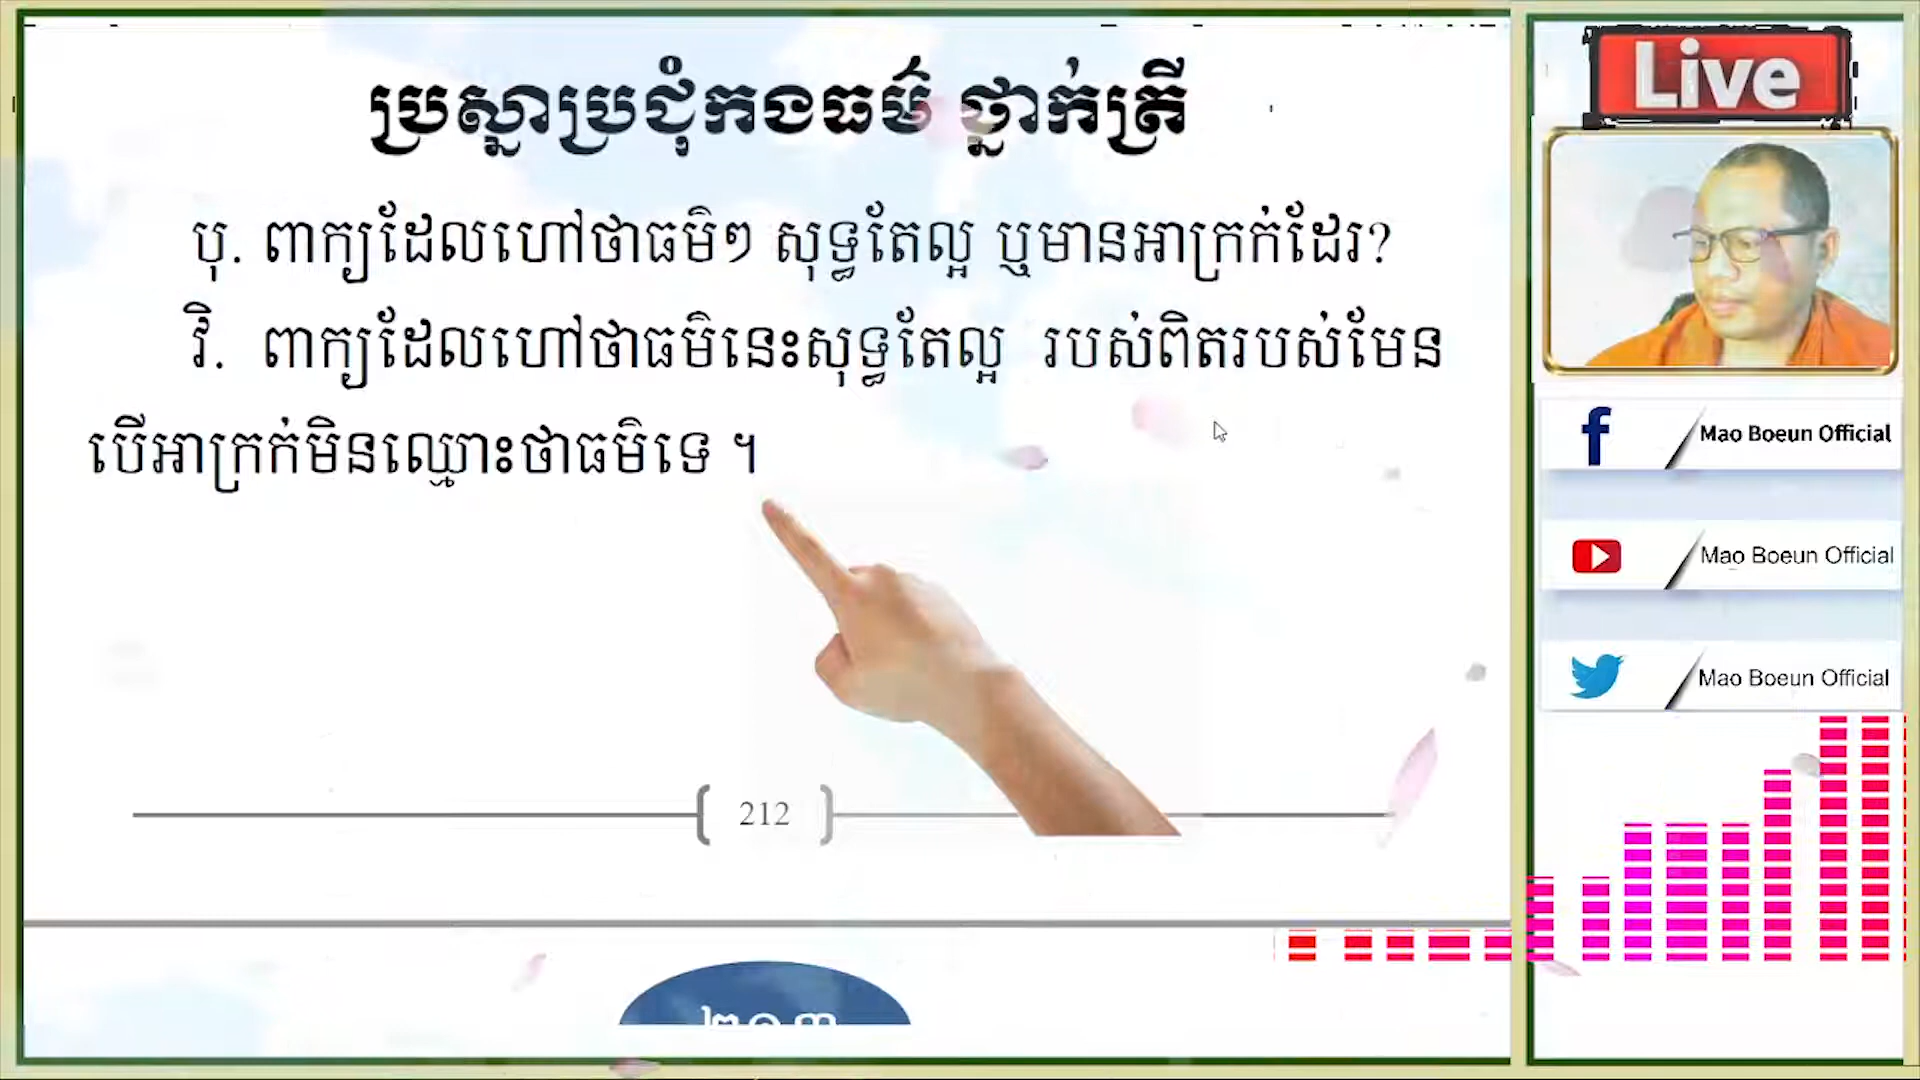 ប្រស្នាប្រជុំកងធម៌ ថ្នាក់ត្រី
បុ. ពាក្យដែលហៅថាធម៌ៗ សុទ្ធតែល្អ ឬមានអាក្រក់ដែរ?
វិ. ពាក្យដែលហៅថាធម៌នេះសុទ្ធតែល្អ របស់ពិតរបស់មែន
បើអាក្រក់មិនឈ្មោះថាធម៌ទេ ។
212
២១៣
Live
Mao Boeun Official
Mao Boeun Official
Mao Boeun Official